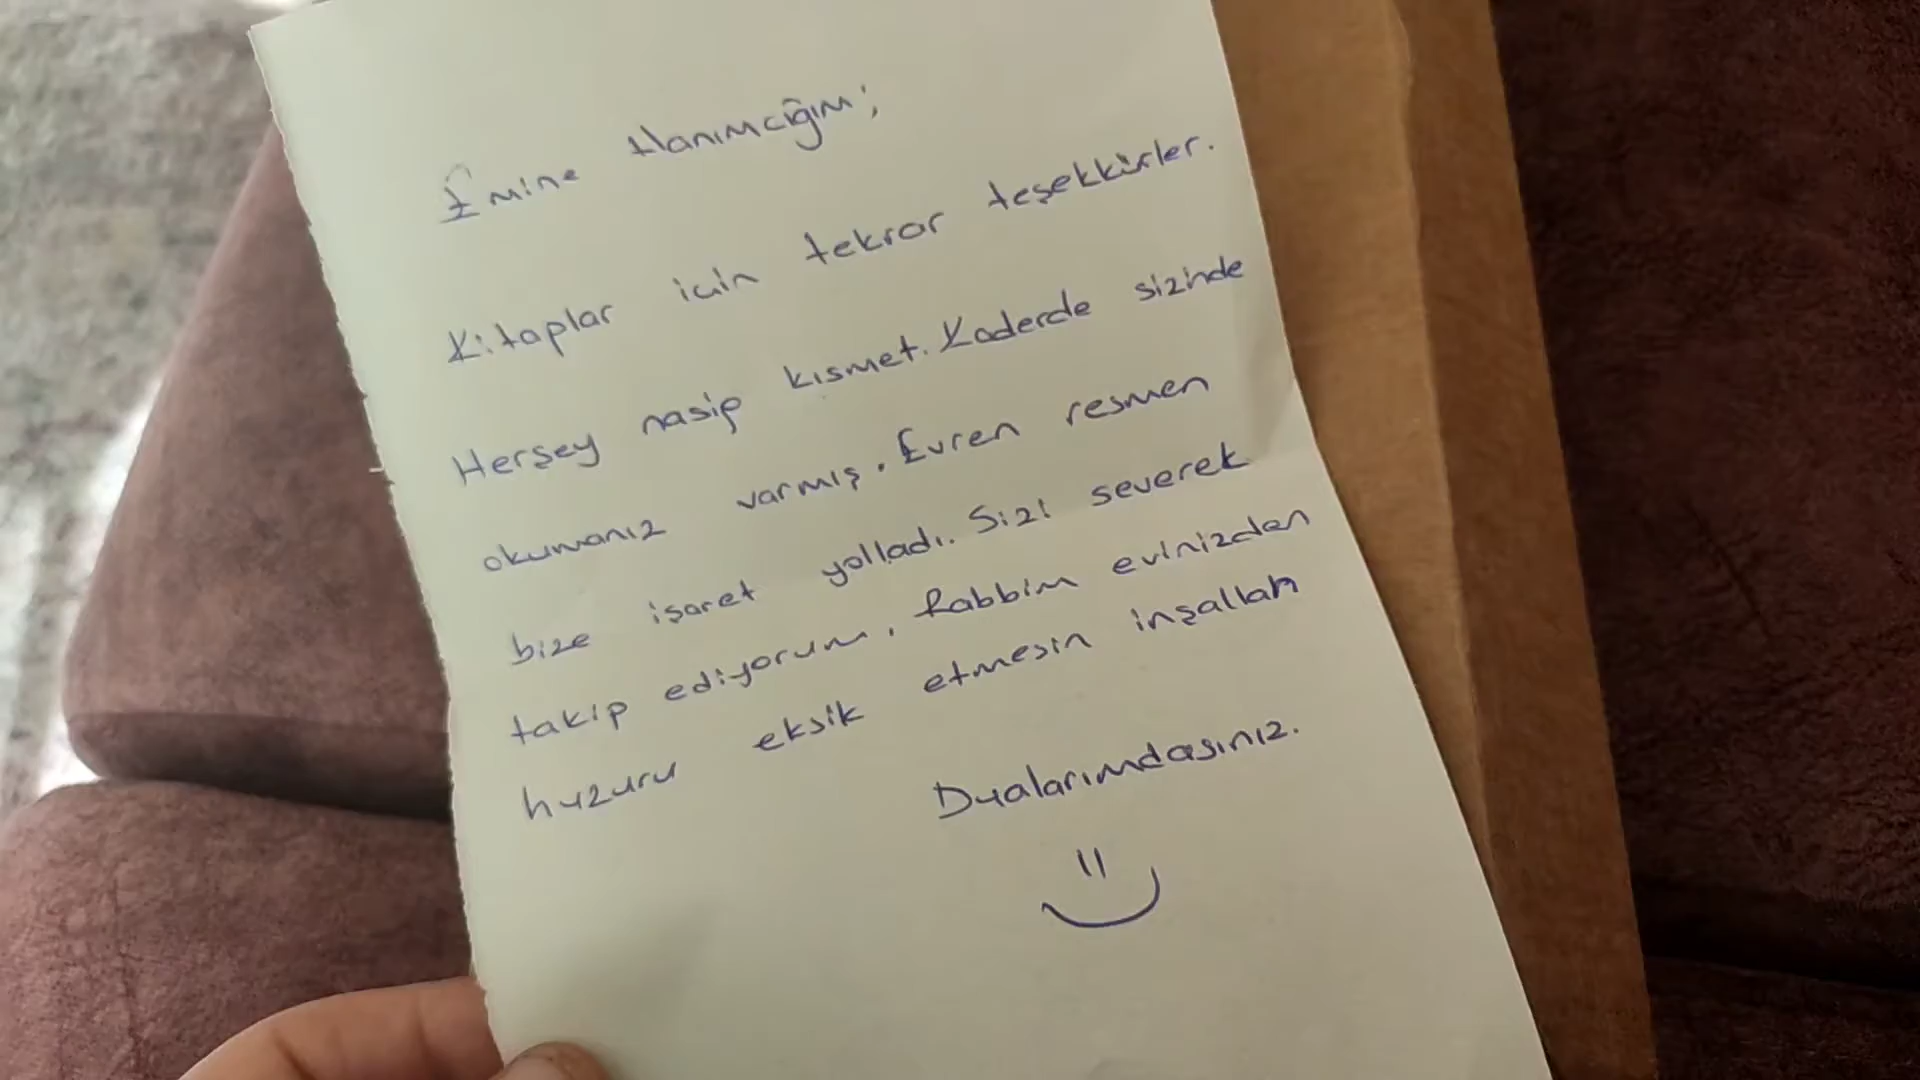 Emine Hanımcığım;
Kitaplar icin tekrar teşekkürler.
Herşey nasip kısmet. Kaderde sizinde
okumanız varmış. Evren resmen
bize işaret yolladı. Sizi severek
takip ediyorum. Rabbim evinizden
huzuru eksik etmesin inşallah
Dualarımdasınız.